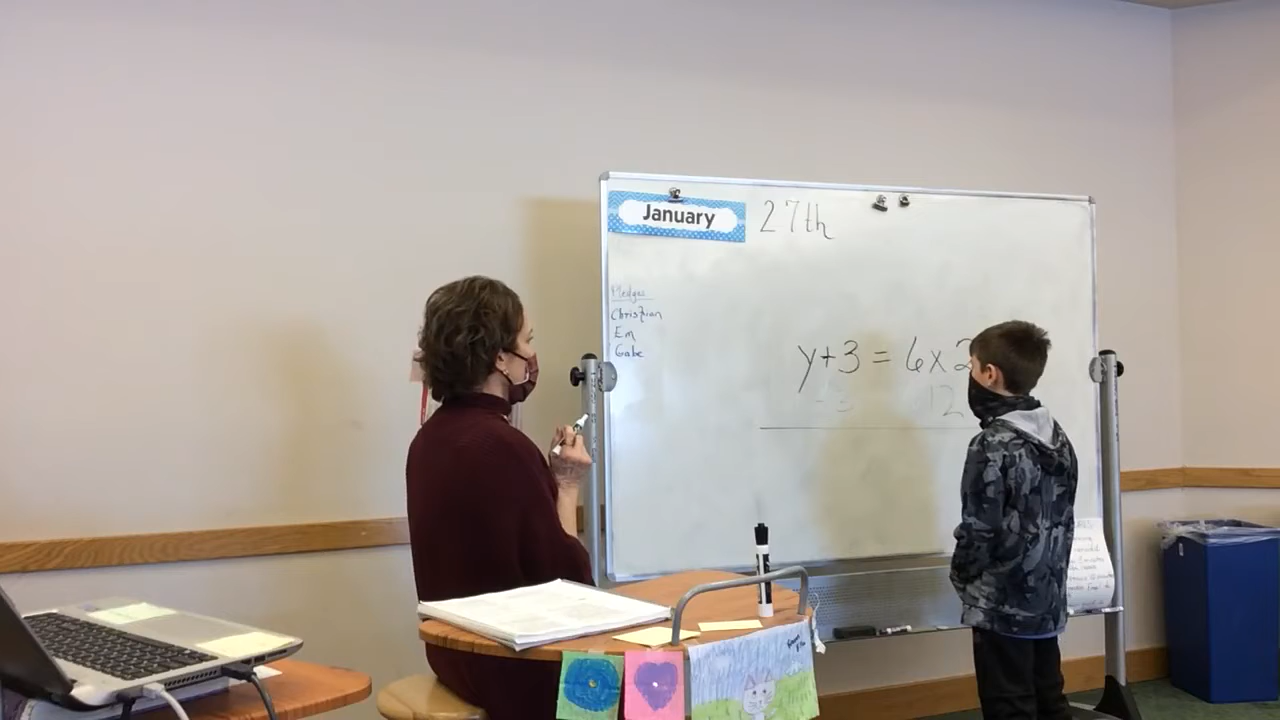 January
27th
Pledges
Christian
Em
Gabe
y+3 = 6x2
-3 12